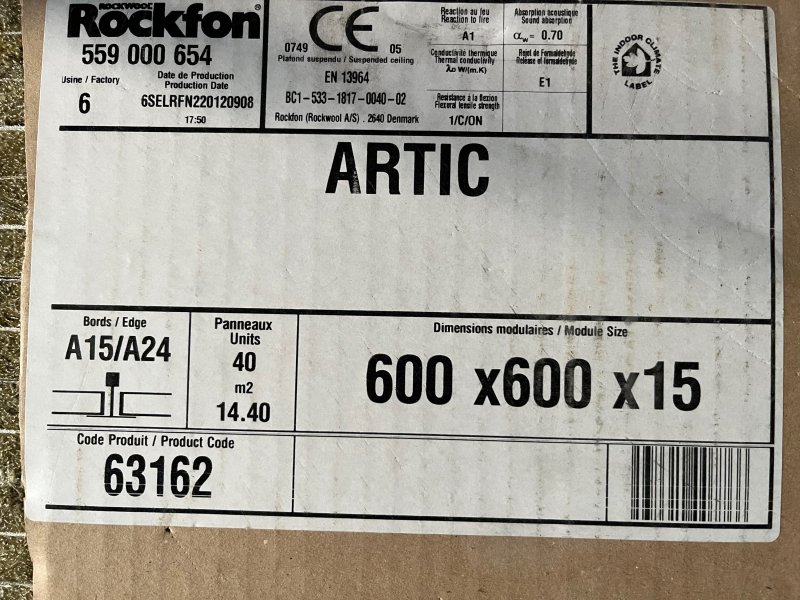 ROCKWOOL
Rockfon®
559 000 654
Usine / Factory
6
Date de Production
Production Date
6SELRFN220120908
17:50
CE
0749
05
Plafond suspendu / Suspended ceiling
EN 13964
BC1-533-1817-0040-02
Rockfon (Rockwool A/S) . 2640 Denmark
Reaction au feu
Reaction to fire
A1
Conductivité thermique
Thermal conductivity
λD W/(m.K)
Résistance à la flexion
Flexural tensile strength
1/C/ON
Absorption acoustique
Sound absorption
αw = 0.70
Rejet de Formaldehyde
Release of formaldehyde
E1
THE INDOOR CLIMATE
LABEL
ARTIC
Bords / Edge
A15/A24
Panneaux
Units
40
m2
14.40
Dimensions modulaires / Module Size
600 x600 x15
Code Produit / Product Code
63162